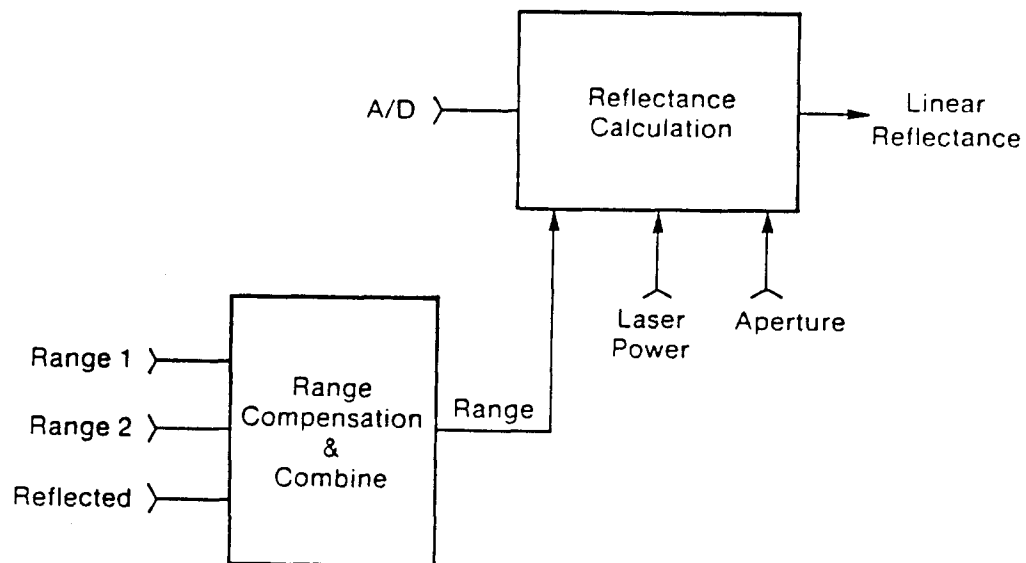 A/D
Reflectance
Calculation
Linear
Reflectance
Laser
Power
Aperture
Range 1
Range 2
Reflected
Range
Compensation
&
Combine
Range